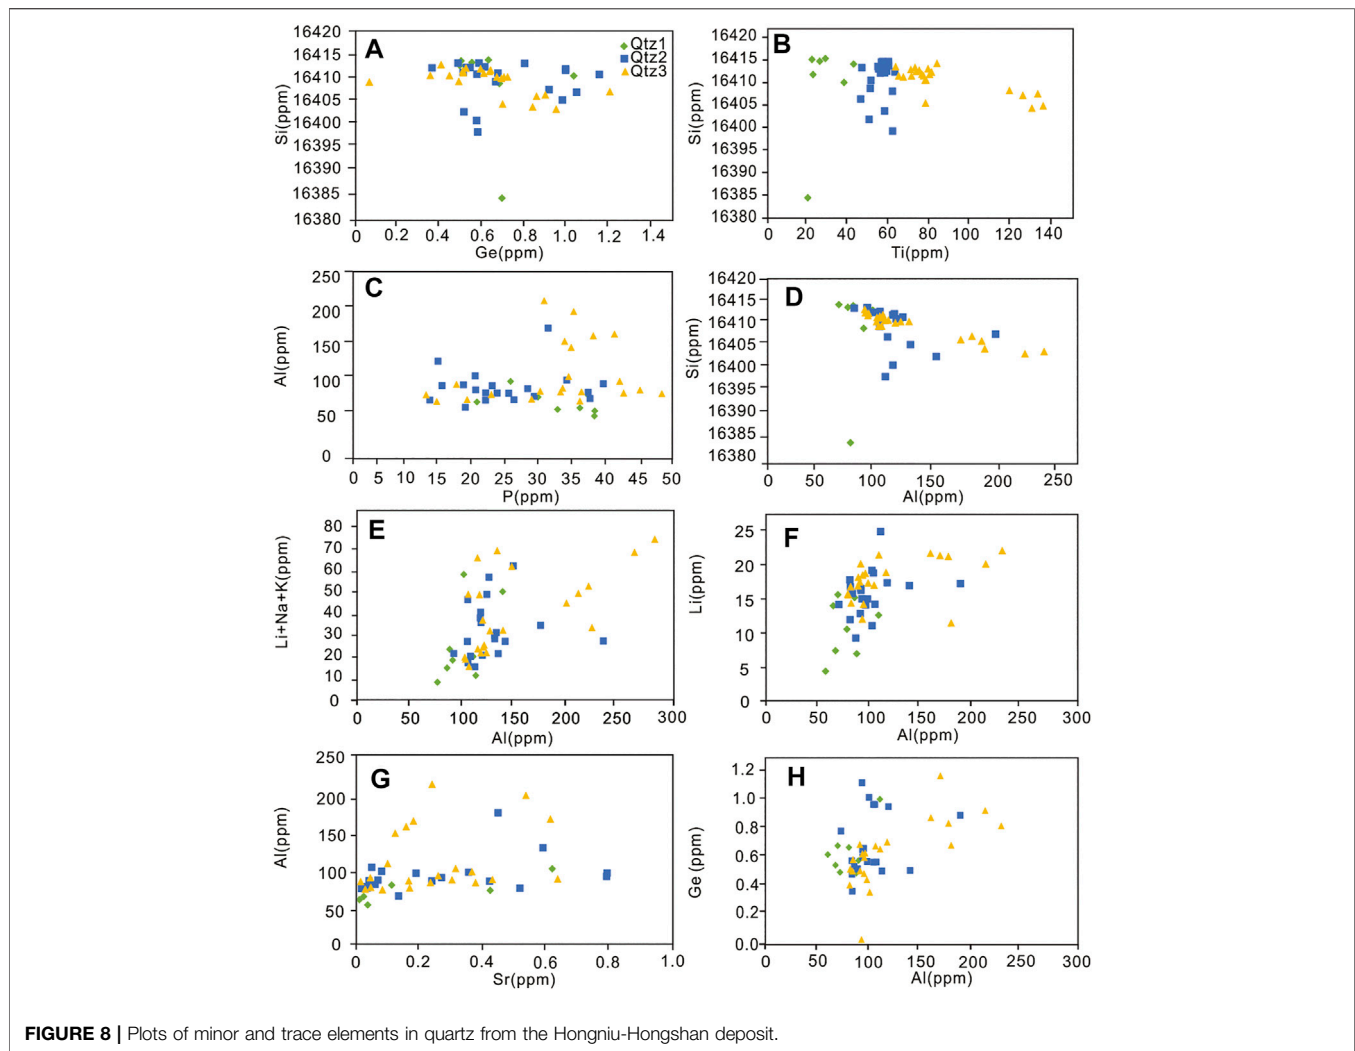 A
Qtz1
Qtz2
Qtz3
Si(ppm)
16420
16415
16410
16405
16400
16395
16390
16385
16380
0 0.2 0.4 0.6 0.8 1.0 1.2 1.4
Ge(ppm)
B
Si(ppm)
16420
16415
16410
16405
16400
16395
16390
16385
16380
0 20 40 60 80 100 120 140
Ti(ppm)
C
Al(ppm)
250
200
150
100
50
0
0 5 10 15 20 25 30 35 40 45 50
P(ppm)
D
Si(ppm)
16420
16415
16410
16405
16400
16395
16390
16385
16380
0 50 100 150 200 250
Al(ppm)
E
Li+Na+K(ppm)
80
70
60
50
40
30
20
10
0
0 50 100 150 200 250 300
Al(ppm)
F
Li(ppm)
25
20
15
10
5
0
0 50 100 150 200 250 300
Al(ppm)
G
Al(ppm)
250
200
150
100
50
0
0 0.2 0.4 0.6 0.8 1.0
Sr(ppm)
H
Ge(ppm)
1.2
1.0
0.8
0.6
0.4
0.2
0.0
0 50 100 150 200 250 300
Al(ppm)
FIGURE 8 | Plots of minor and trace elements in quartz from the Hongniu-Hongshan deposit.